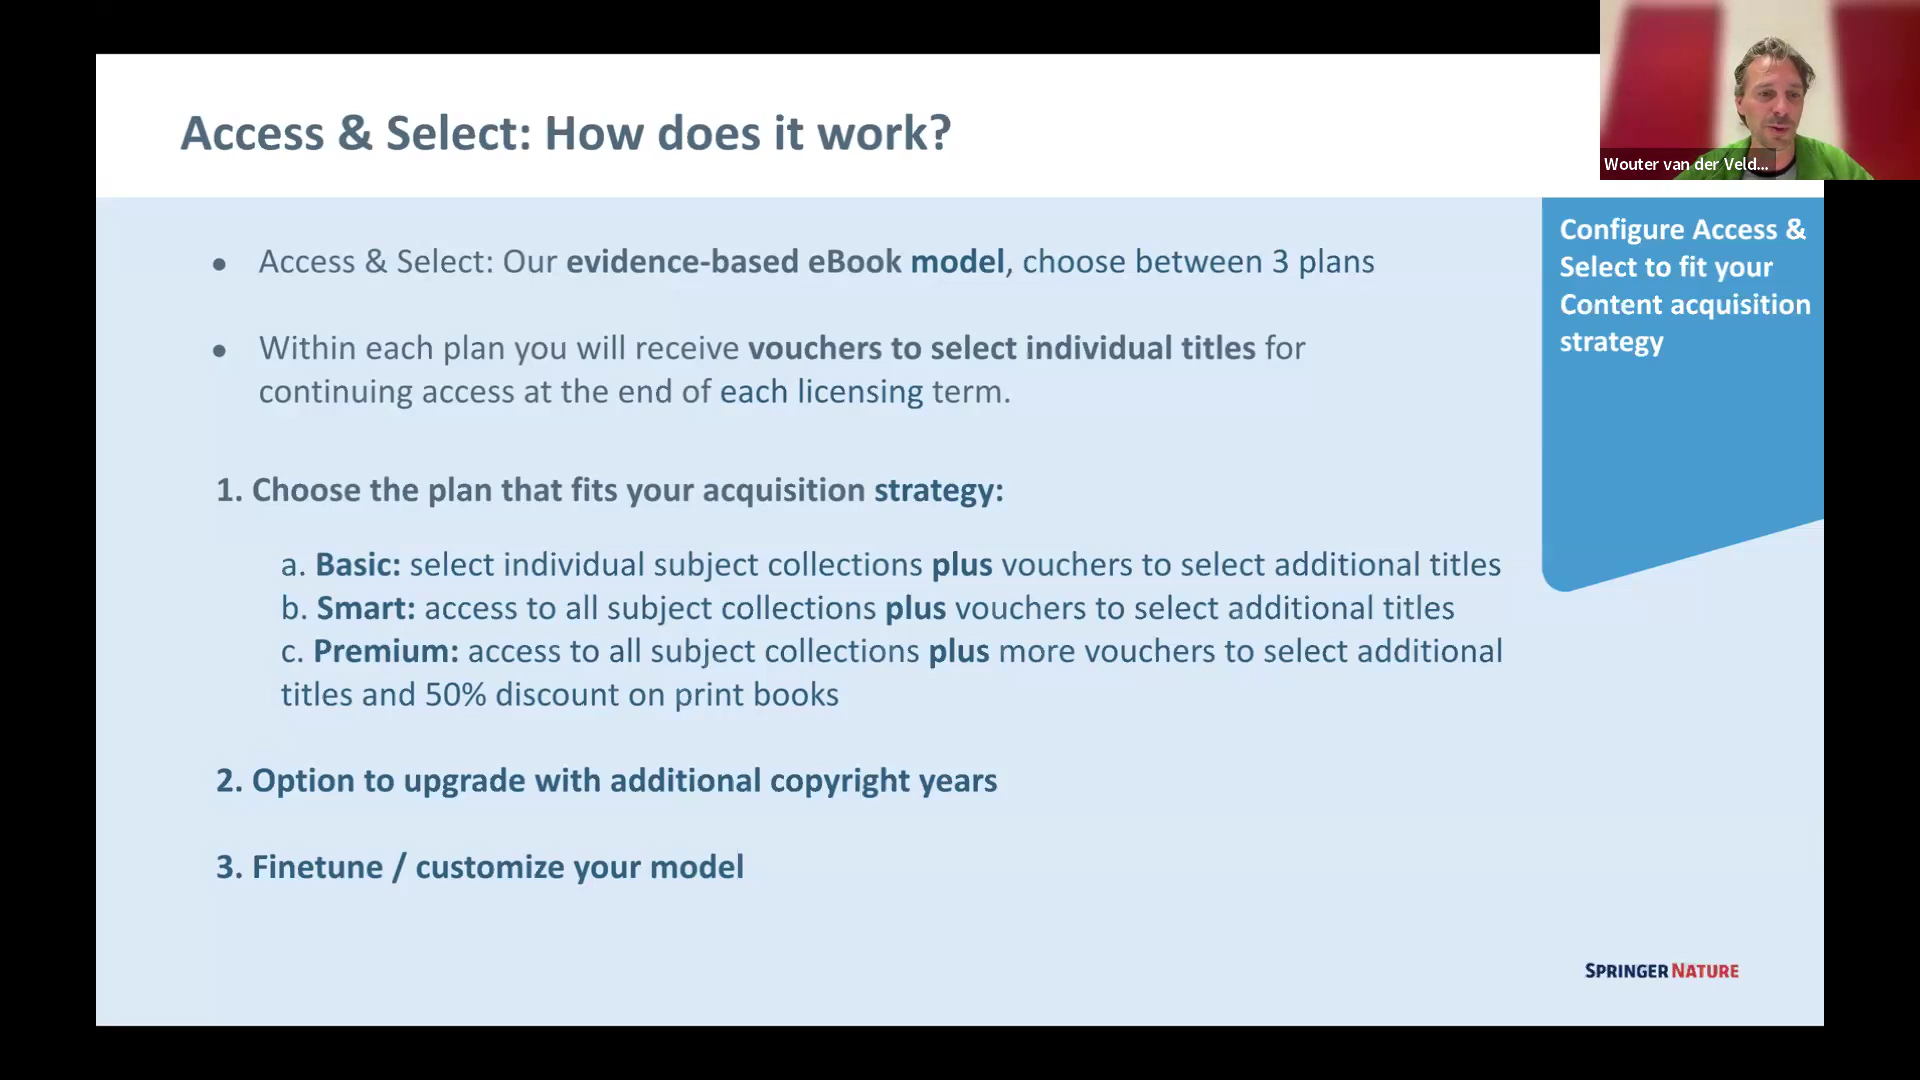 Access & Select: How does it work?
Wouter van der Veld...
Configure Access &
Select to fit your
Content acquisition
strategy
• Access & Select: Our evidence-based eBook model, choose between 3 plans
• Within each plan you will receive vouchers to select individual titles for
continuing access at the end of each licensing term.
1. Choose the plan that fits your acquisition strategy:
a. Basic: select individual subject collections plus vouchers to select additional titles
b. Smart: access to all subject collections plus vouchers to select additional titles
c. Premium: access to all subject collections plus more vouchers to select additional
titles and 50% discount on print books
2. Option to upgrade with additional copyright years
3. Finetune / customize your model
SPRINGER NATURE